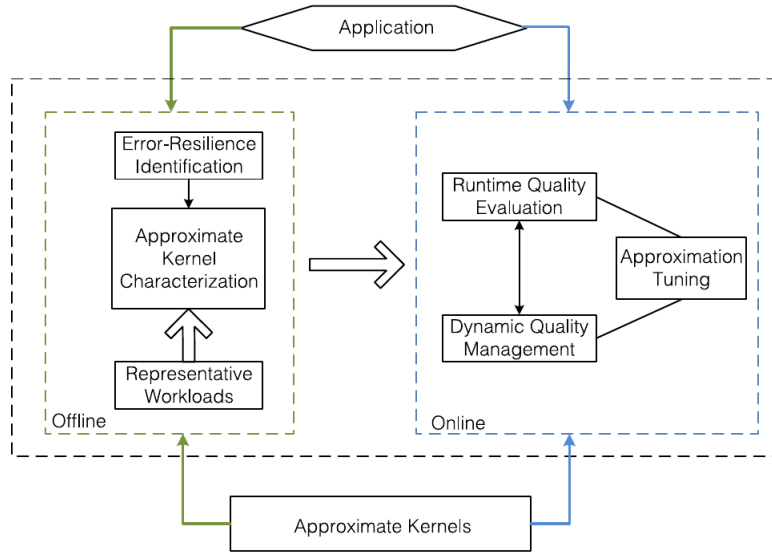 Application
Error-Resilience
Identification
Approximate
Kernel
Characterization
Representative
Workloads
Offline
Runtime Quality
Evaluation
Approximation
Tuning
Dynamic Quality
Management
Online
Approximate Kernels